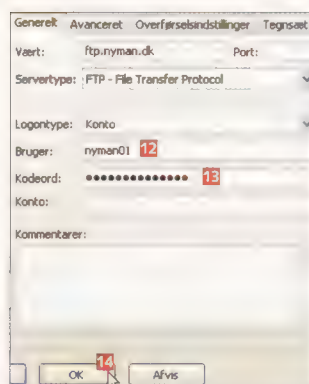 Generelt Avanceret Overførselsindstillinger Tegnsæt
Vært: ftp.nyman.dk Port:
Servertype: FTP - File Transfer Protocol
Logontype: Konto
Bruger: nyman01 12
Kodeord: ●●●●●●●●●●●●●● 13
Konto:
Kommentarer:
14
OK Afvis